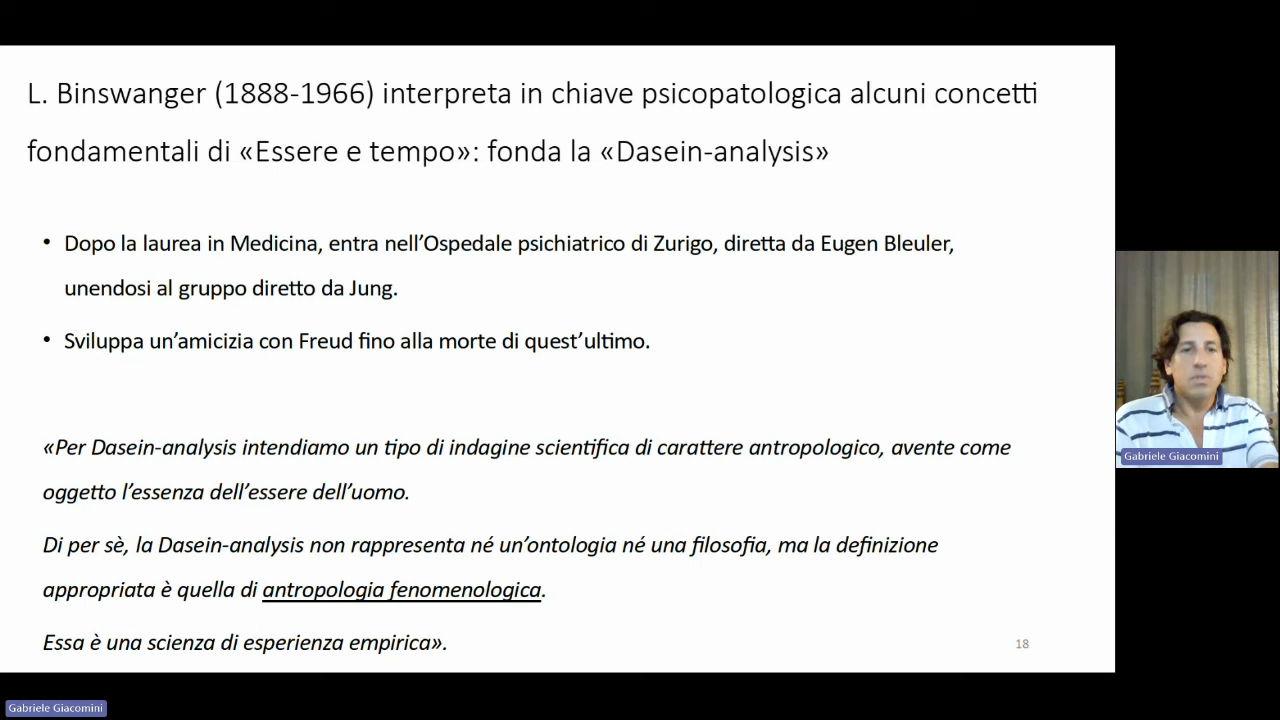 L. Binswanger (1888-1966) interpreta in chiave psicopatologica alcuni concetti
fondamentali di «Essere e tempo»: fonda la «Dasein-analysis»
• Dopo la laurea in Medicina, entra nell’Ospedale psichiatrico di Zurigo, diretta da Eugen Bleuler,
unendosi al gruppo diretto da Jung.
• Sviluppa un’amicizia con Freud fino alla morte di quest’ultimo.
«Per Dasein-analysis intendiamo un tipo di indagine scientifica di carattere antropologico, avente come
oggetto l’essenza dell’essere dell’uomo.
Di per sè, la Dasein-analysis non rappresenta né un’ontologia né una filosofia, ma la definizione
appropriata è quella di antropologia fenomenologica.
Essa è una scienza di esperienza empirica».
18
Gabriele Giacomini
Gabriele Giacomini